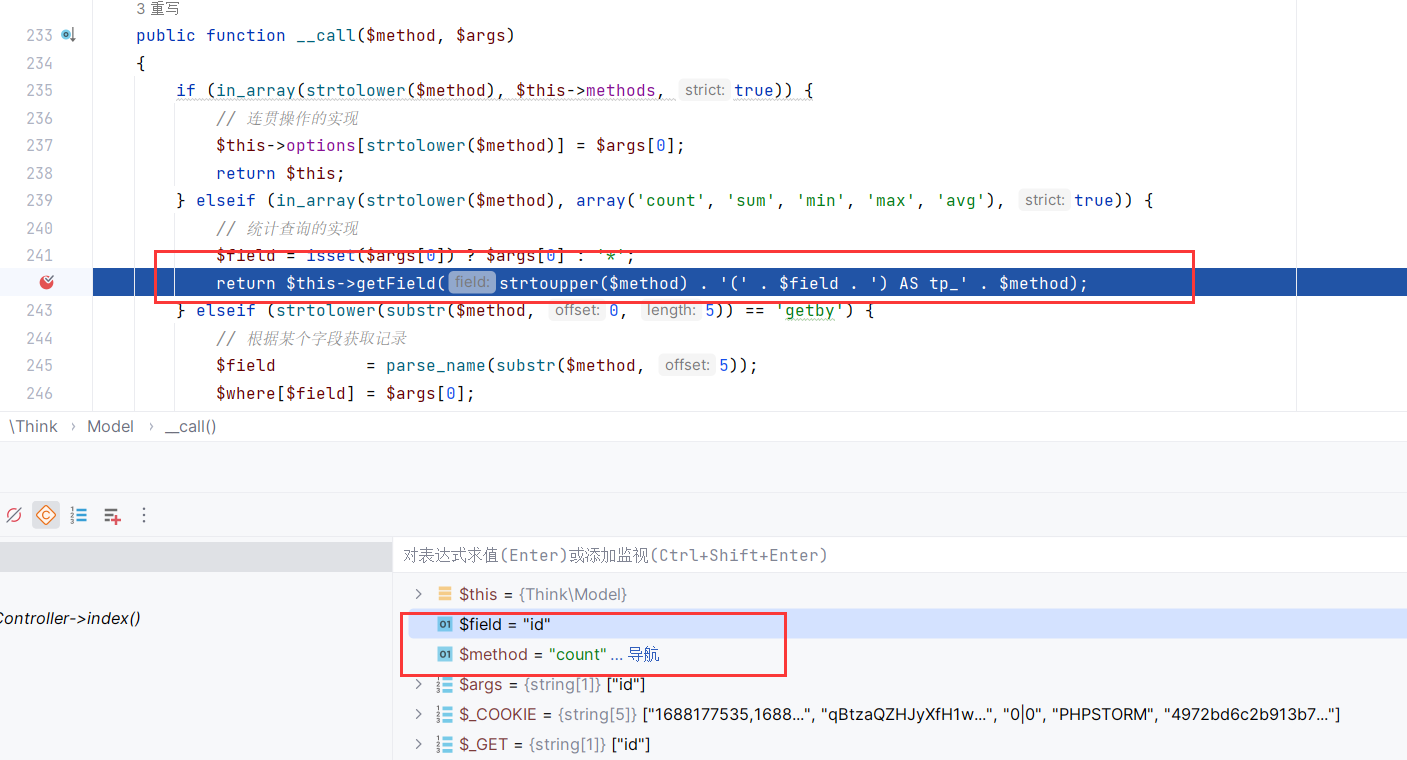 3 重写
233 public function __call($method, $args)
234 {
235 if (in_array(strtolower($method), $this->methods, strict: true)) {
236 // 连贯操作的实现
237 $this->options[strtolower($method)] = $args[0];
238 return $this;
239 } elseif (in_array(strtolower($method), array('count', 'sum', 'min', 'max', 'avg'), strict: true)) {
240 // 统计查询的实现
241 $field = isset($args[0]) ? $args[0] : '*';
return $this->getField( field: strtoupper($method) . '(' . $field . ') AS tp_' . $method);
243 } elseif (strtolower(substr($method, offset: 0, length: 5)) == 'getby') {
244 // 根据某个字段获取记录
245 $field = parse_name(substr($method, offset: 5));
246 $where[$field] = $args[0];
\Think › Model › __call()
对表达式求值(Enter)或添加监视(Ctrl+Shift+Enter)
$this = {Think\Model}
Controller->index()
$field = "id"
$method = "count" ... 导航
$args = {string[1]} ["id"]
$_COOKIE = {string[5]} ["1688177535,1688...", "qBtzaQZHJyXfH1w...", "0|0", "PHPSTORM", "4972bd6c2b913b7..."]
$_GET = {string[1]} ["id"]